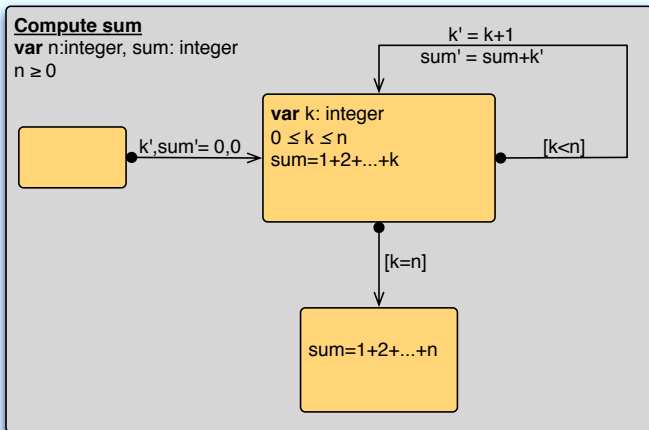 Compute sum
var n:integer, sum: integer
n ≥ 0
k' = k+1
sum' = sum+k'
var k: integer
0 ≤ k ≤ n
sum=1+2+...+k
k',sum'= 0,0
[k<n]
[k=n]
sum=1+2+...+n